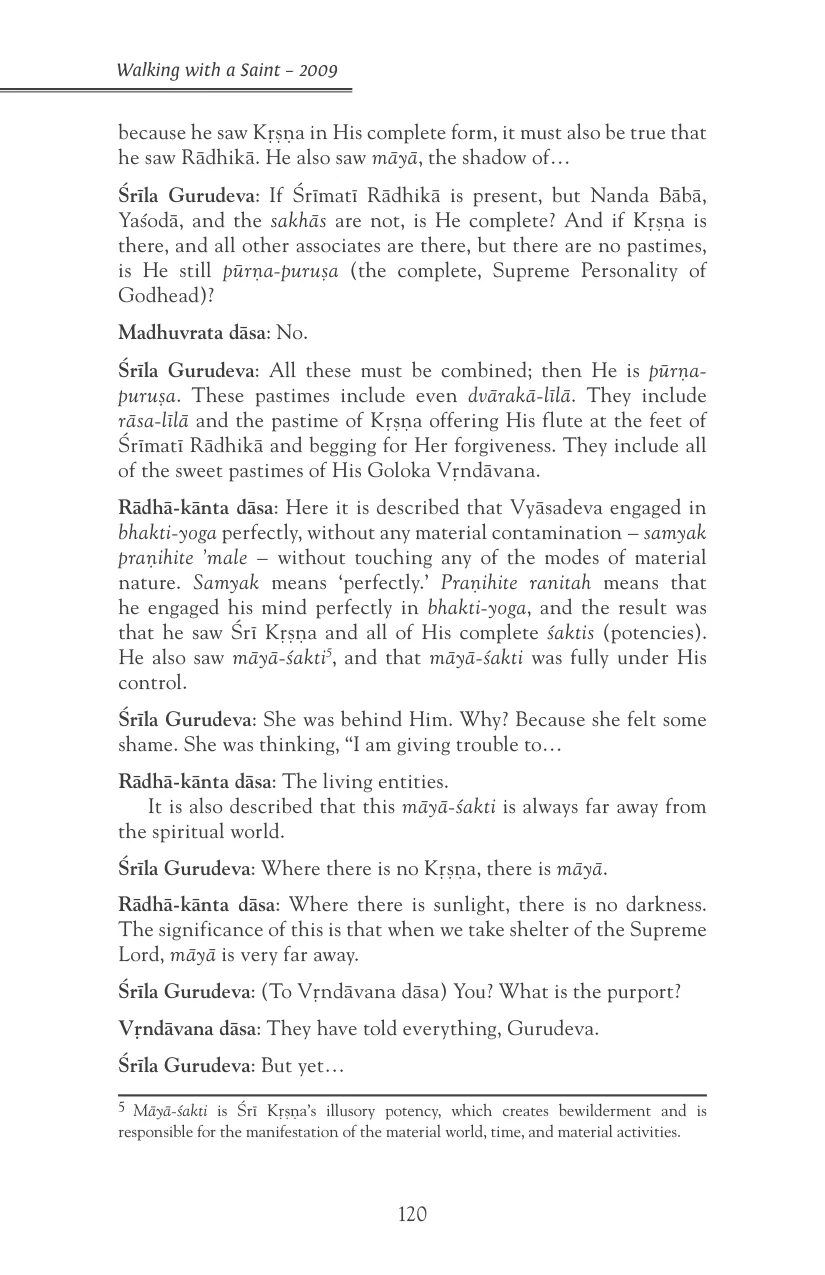 Walking with a Saint – 2009
because he saw Kṛṣṇa in His complete form, it must also be true that
he saw Rādhikā. He also saw māyā, the shadow of…
Śrīla Gurudeva: If Śrīmatī Rādhikā is present, but Nanda Bābā,
Yaśodā, and the sakhās are not, is He complete? And if Kṛṣṇa is
there, and all other associates are there, but there are no pastimes,
is He still pūrṇa-puruṣa (the complete, Supreme Personality of
Godhead)?
Madhuvrata dāsa: No.
Śrīla Gurudeva: All these must be combined; then He is pūrṇa-
puruṣa. These pastimes include even dvārakā-līlā. They include
rāsa-līlā and the pastime of Kṛṣṇa offering His flute at the feet of
Śrīmatī Rādhikā and begging for Her forgiveness. They include all
of the sweet pastimes of His Goloka Vṛndāvana.
Rādhā-kānta dāsa: Here it is described that Vyāsadeva engaged in
bhakti-yoga perfectly, without any material contamination – samyak
praṇihite ’male – without touching any of the modes of material
nature. Samyak means ‘perfectly.’ Praṇihite ranitah means that
he engaged his mind perfectly in bhakti-yoga, and the result was
that he saw Śrī Kṛṣṇa and all of His complete śaktis (potencies).
He also saw māyā-śakti5, and that māyā-śakti was fully under His
control.
Śrīla Gurudeva: She was behind Him. Why? Because she felt some
shame. She was thinking, “I am giving trouble to…
Rādhā-kānta dāsa: The living entities.
It is also described that this māyā-śakti is always far away from
the spiritual world.
Śrīla Gurudeva: Where there is no Kṛṣṇa, there is māyā.
Rādhā-kānta dāsa: Where there is sunlight, there is no darkness.
The significance of this is that when we take shelter of the Supreme
Lord, māyā is very far away.
Śrīla Gurudeva: (To Vṛndāvana dāsa) You? What is the purport?
Vṛndāvana dāsa: They have told everything, Gurudeva.
Śrīla Gurudeva: But yet…
5 Māyā-śakti is Śrī Kṛṣṇa’s illusory potency, which creates bewilderment and is
responsible for the manifestation of the material world, time, and material activities.
120